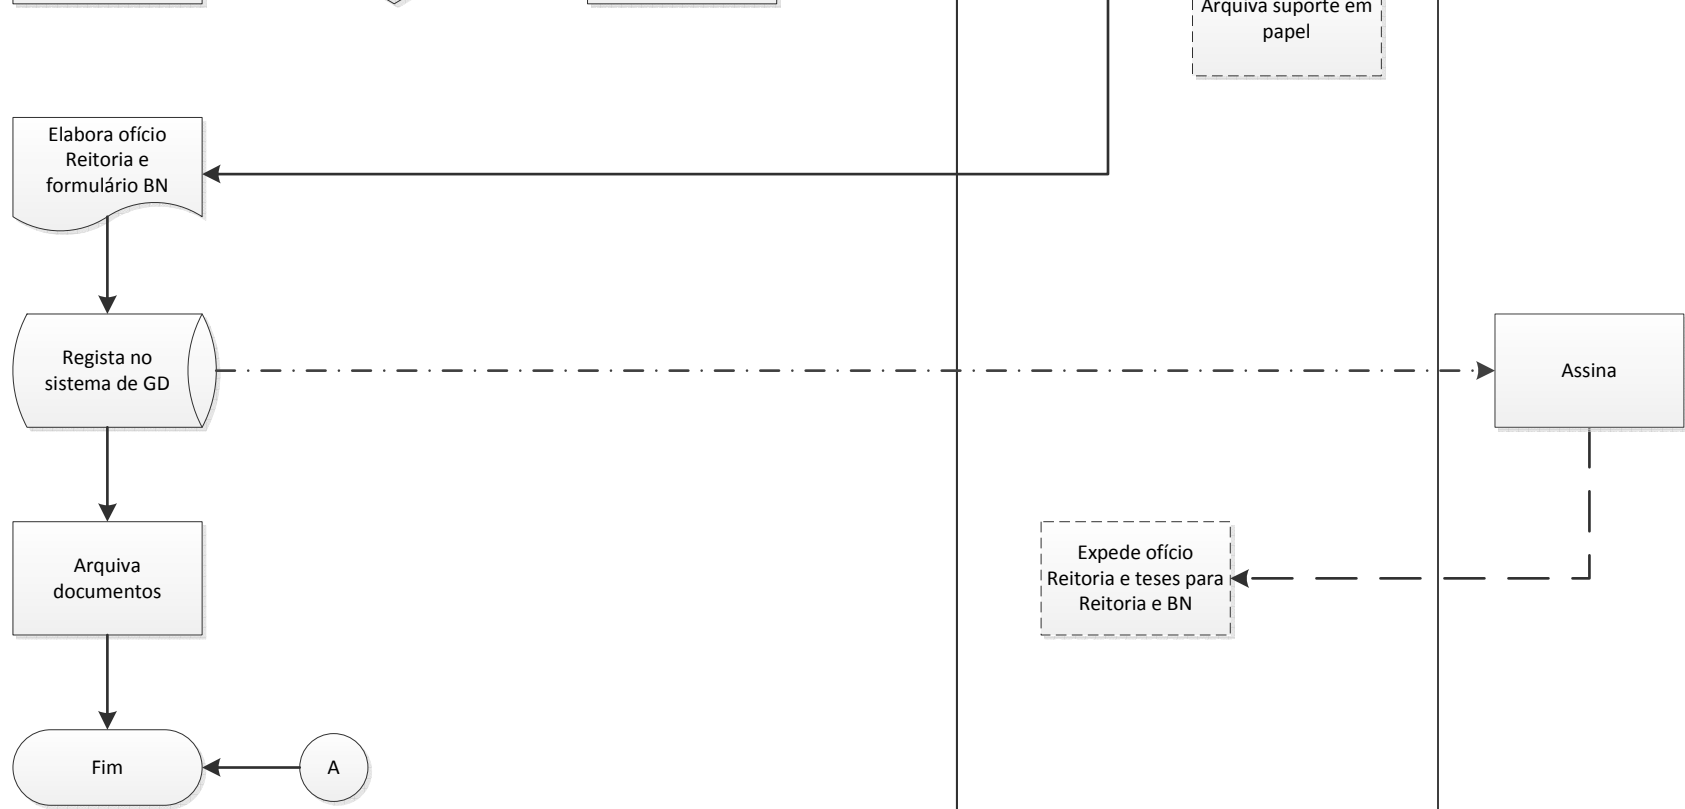 Arquiva suporte em
papel
Elabora ofício
Reitoria e
formulário BN
Regista no
sistema de GD
Assina
Arquiva
documentos
Expede ofício
Reitoria e teses para
Reitoria e BN
Fim
A